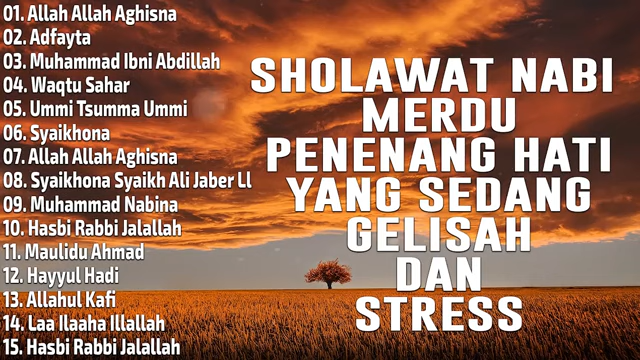 01. Allah Allah Aghisna
02. Adfayta
03. Muhammad Ibni Abdillah
04. Waqtu Sahar
05. Ummi Tsumma Ummi
06. Syaikhona
07. Allah Allah Aghisna
08. Syaikhona Syaikh Ali Jaber Ll
09. Muhammad Nabina
10. Hasbi Rabbi Jalallah
11. Maulidu Ahmad
12. Hayyul Hadi
13. Allahul Kafi
14. Laa Ilaaha Illallah
15. Hasbi Rabbi Jalallah
SHOLAWAT NABI
MERDU
PENENANG HATI
YANG SEDANG
GELISAH
DAN
STRESS